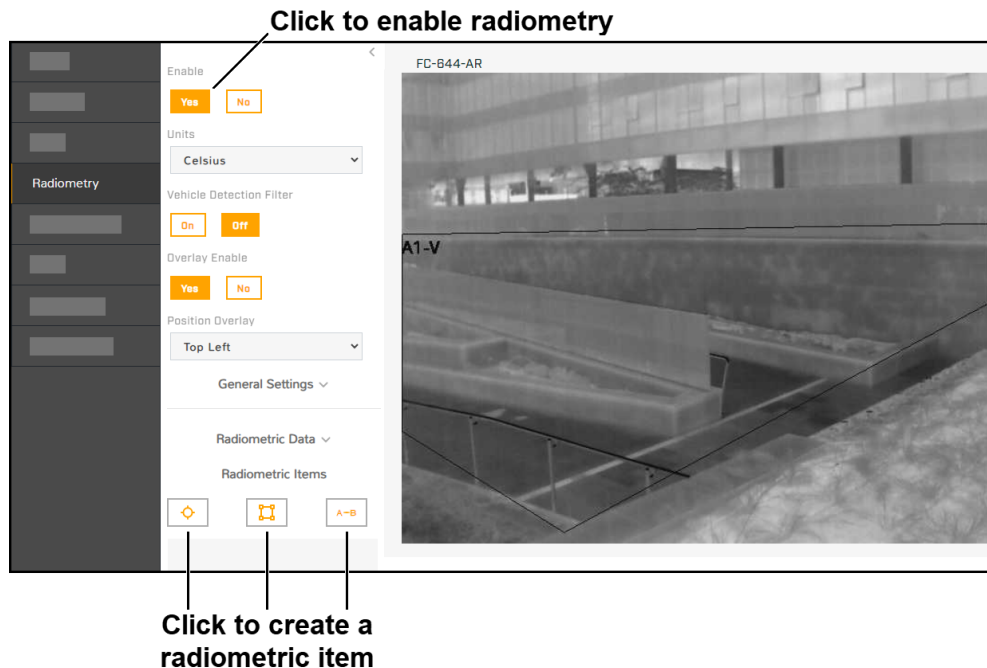 Click to enable radiometry
FC-644-AR
Enable
Yes No
Units
Celsius
Radiometry
Vehicle Detection Filter
On Off
A1-V
Overlay Enable
Yes No
Position Overlay
Top Left
General Settings
Radiometric Data
Radiometric Items
A-B
Click to create a
radiometric item